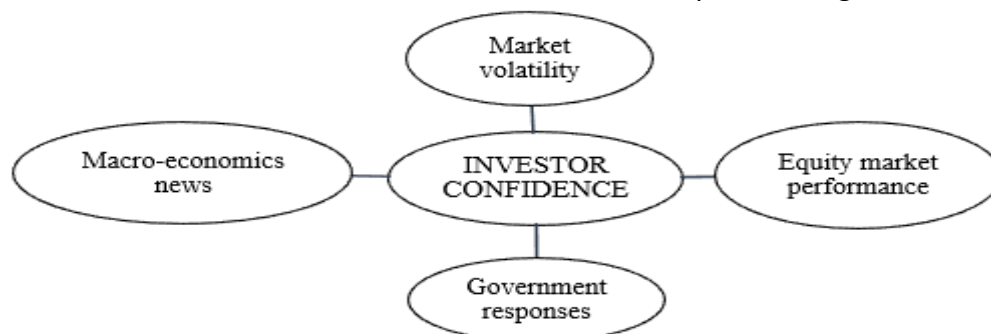 Market
volatility
Macro-economics
news
INVESTOR
CONFIDENCE
Equity market
performance
Government
responses